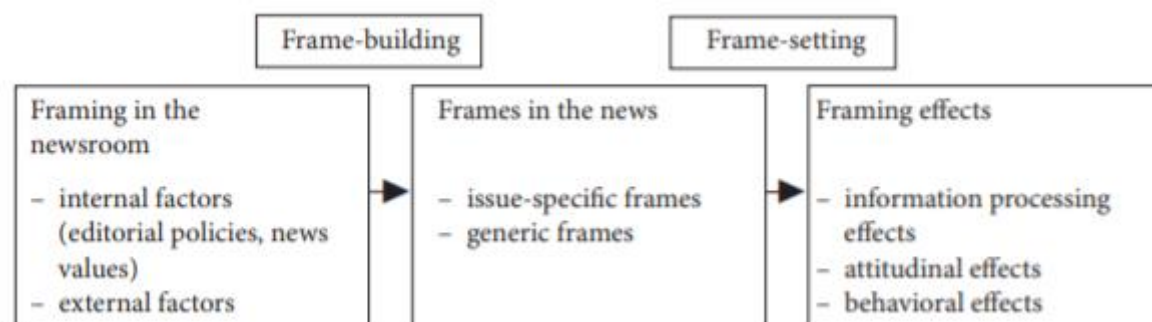 Frame-building
Frame-setting
Framing in the
newsroom
– internal factors
(editorial policies, news
values)
– external factors
Frames in the news
– issue-specific frames
– generic frames
Framing effects
– information processing
effects
– attitudinal effects
– behavioral effects